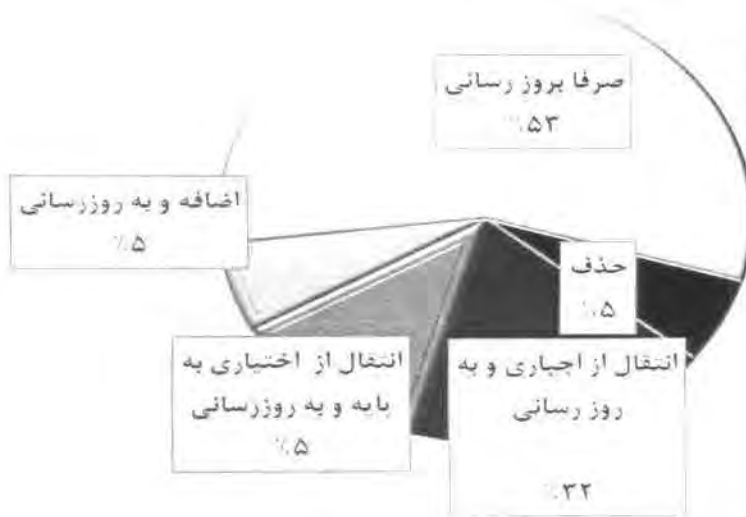 صرفا بروز رسانی
٪۵۳
اضافه و به روزرسانی
٪۵
حذف
٪۵
انتقال از اختیاری به
پایه و به روزرسانی
٪۵
انتقال از اجباری و به
روز رسانی
٪۳۲